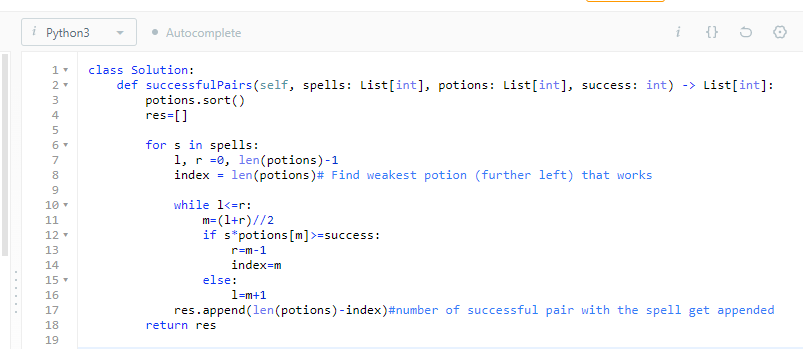 i Python3 Autocomplete i {}
1 class Solution:
2 def successfulPairs(self, spells: List[int], potions: List[int], success: int) -> List[int]:
3 potions.sort()
4 res=[]
5
6 for s in spells:
7 l, r =0, len(potions)-1
8 index = len(potions)# Find weakest potion (further left) that works
9
10 while l<=r:
11 m=(l+r)//2
12 if s*potions[m]>=success:
13 r=m-1
14 index=m
15 else:
16 l=m+1
17 res.append(len(potions)-index)#number of successful pair with the spell get appended
18 return res
19